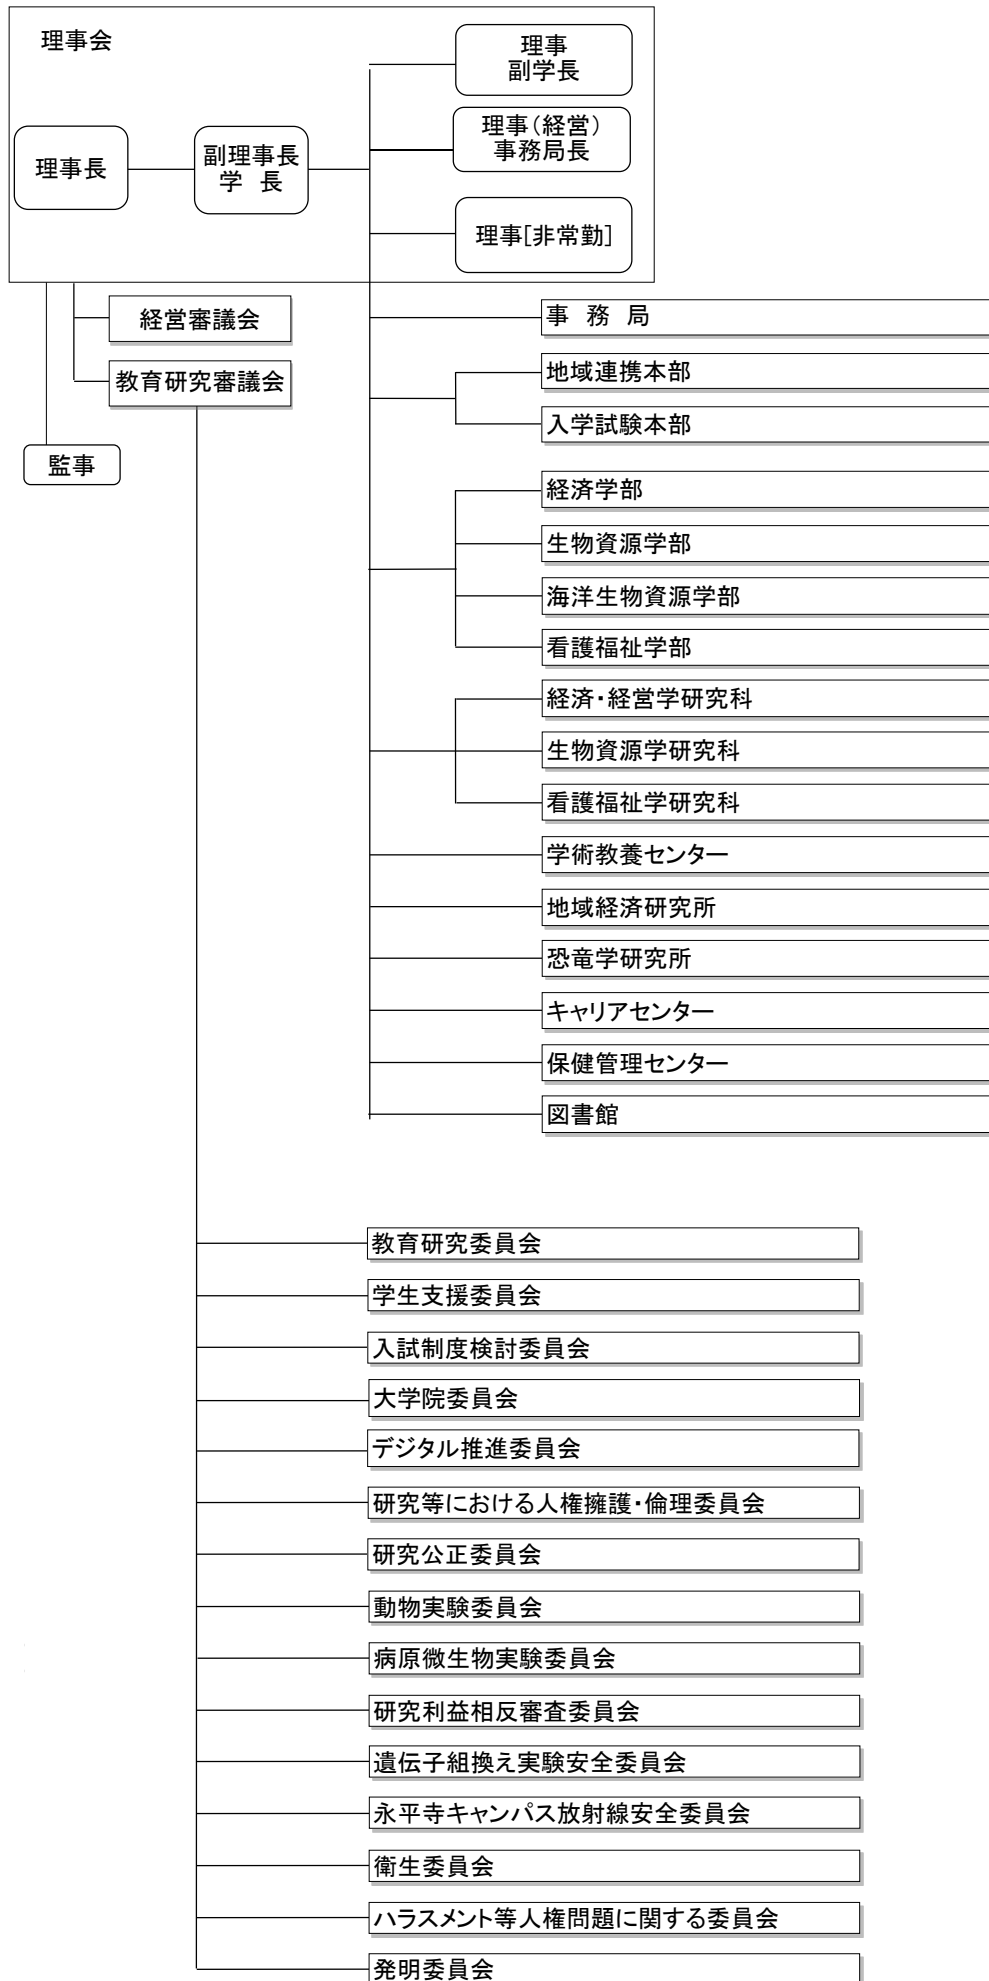 理事会
理事
副学長
理事(経営)
事務局長
理事長
副理事長
学 長
理事[非常勤]
経営審議会
教育研究審議会
監事
事 務 局
地域連携本部
入学試験本部
経済学部
生物資源学部
海洋生物資源学部
看護福祉学部
経済・経営学研究科
生物資源学研究科
看護福祉学研究科
学術教養センター
地域経済研究所
恐竜学研究所
キャリアセンター
保健管理センター
図書館
教育研究委員会
学生支援委員会
入試制度検討委員会
大学院委員会
デジタル推進委員会
研究等における人権擁護・倫理委員会
研究公正委員会
動物実験委員会
病原微生物実験委員会
研究利益相反審査委員会
遺伝子組換え実験安全委員会
永平寺キャンパス放射線安全委員会
衛生委員会
ハラスメント等人権問題に関する委員会
発明委員会